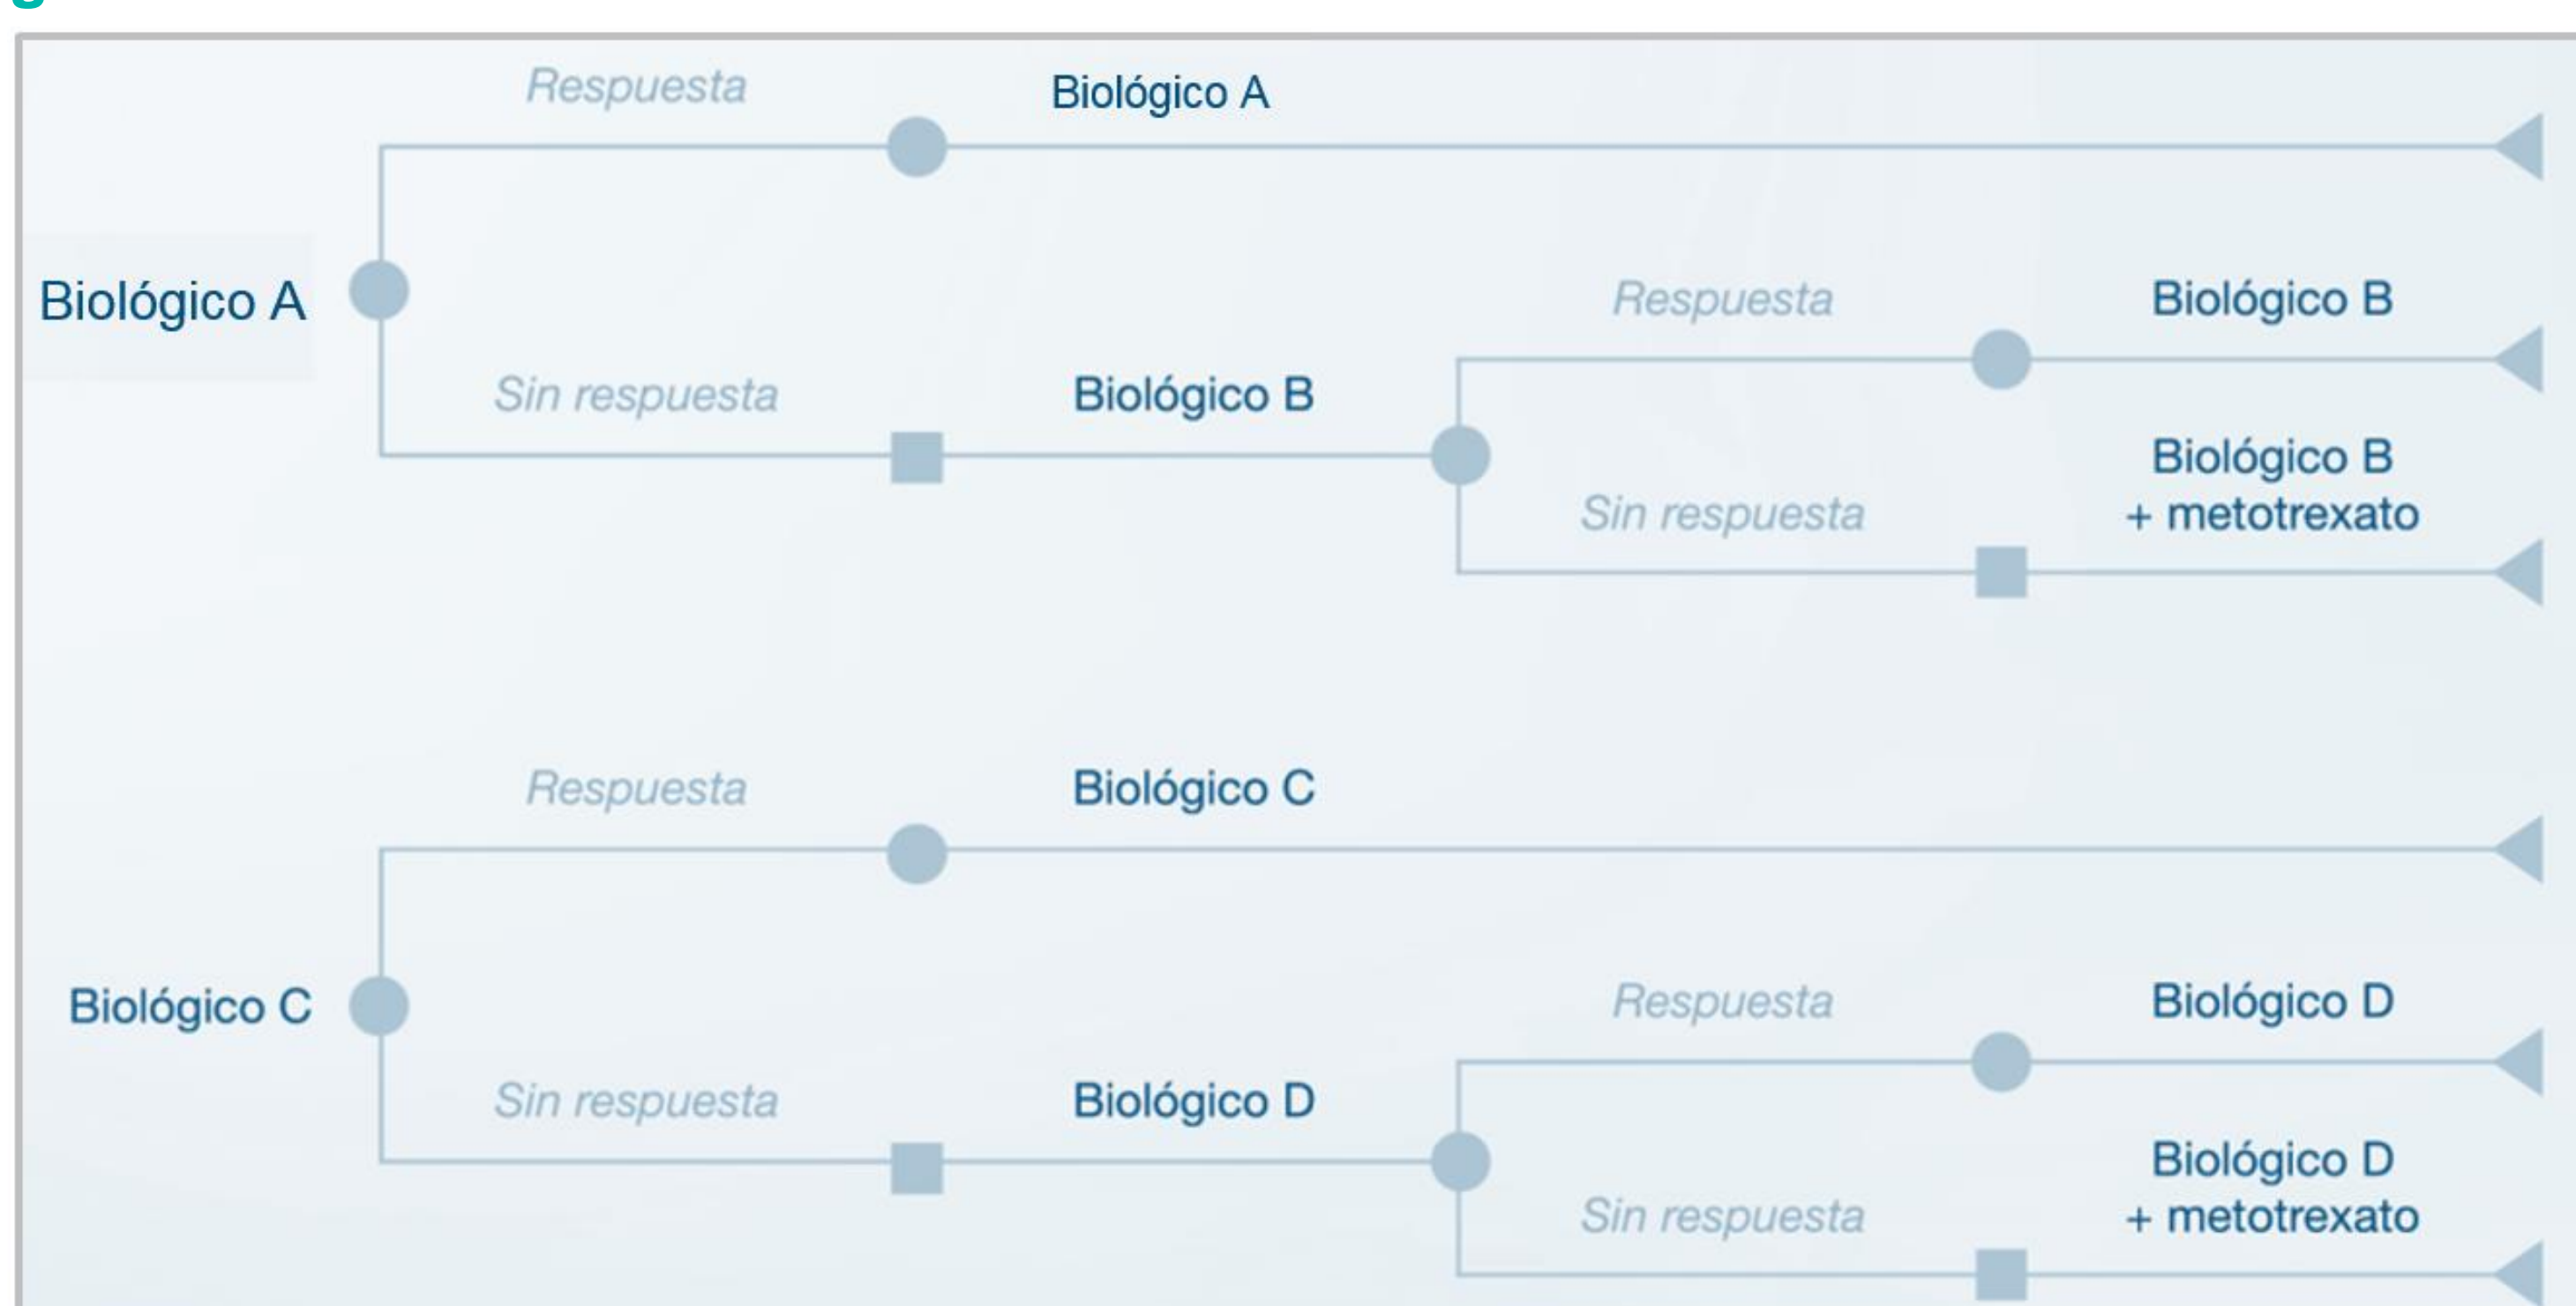 Respuesta
Biológico A
Biológico A
Respuesta
Biológico B
Sin respuesta
Biológico B
Biológico B
+ metotrexato
Sin respuesta
Respuesta
Biológico C
Biológico C
Respuesta
Biológico D
Sin respuesta
Biológico D
Biológico D
+ metotrexato
Sin respuesta